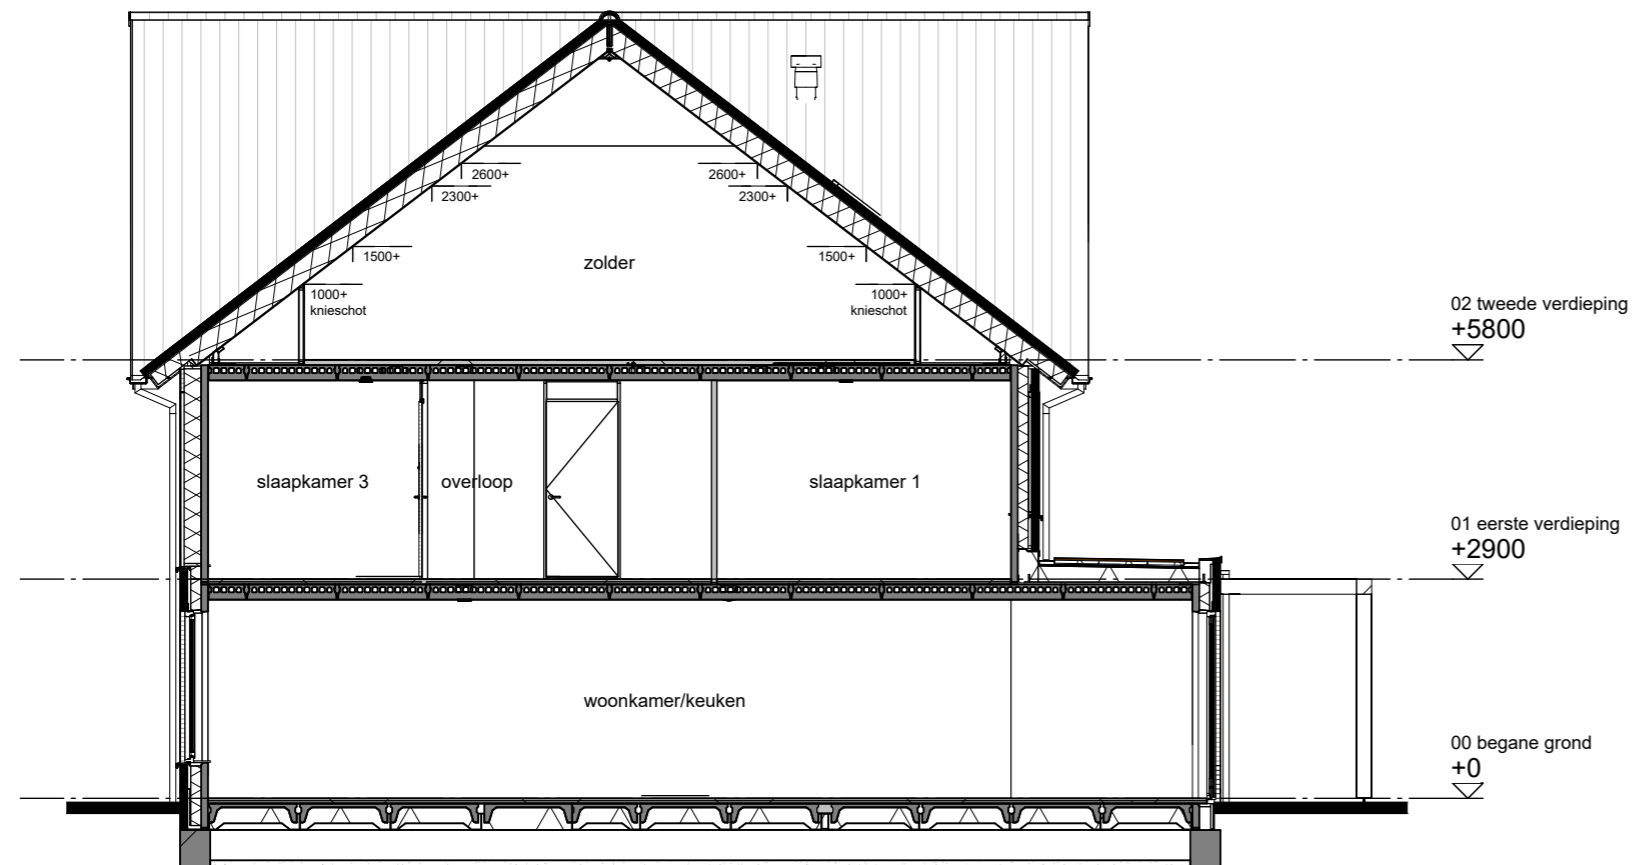 2600+
2600+
2300+
2300+
1500+
1500+
zolder
1000+
knieschot
1000+
knieschot
02 tweede verdieping
+5800
slaapkamer 3
overloop
slaapkamer 1
01 eerste verdieping
+2900
woonkamer/keuken
00 begane grond
+0